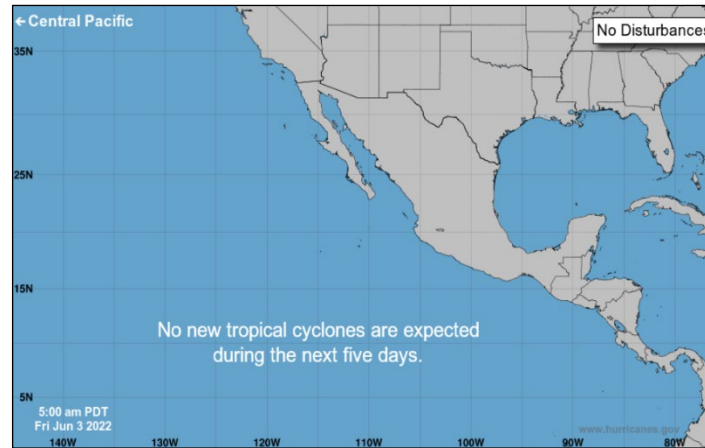 ←Central Pacific
No Disturbances
35N
25N
15N
No new tropical cyclones are expected
during the next five days.
5N
5:00 am PDT
Fri Jun 3 2022
www.hurricanes.gov
140W 130W 120W 110W 100W 90W 80W